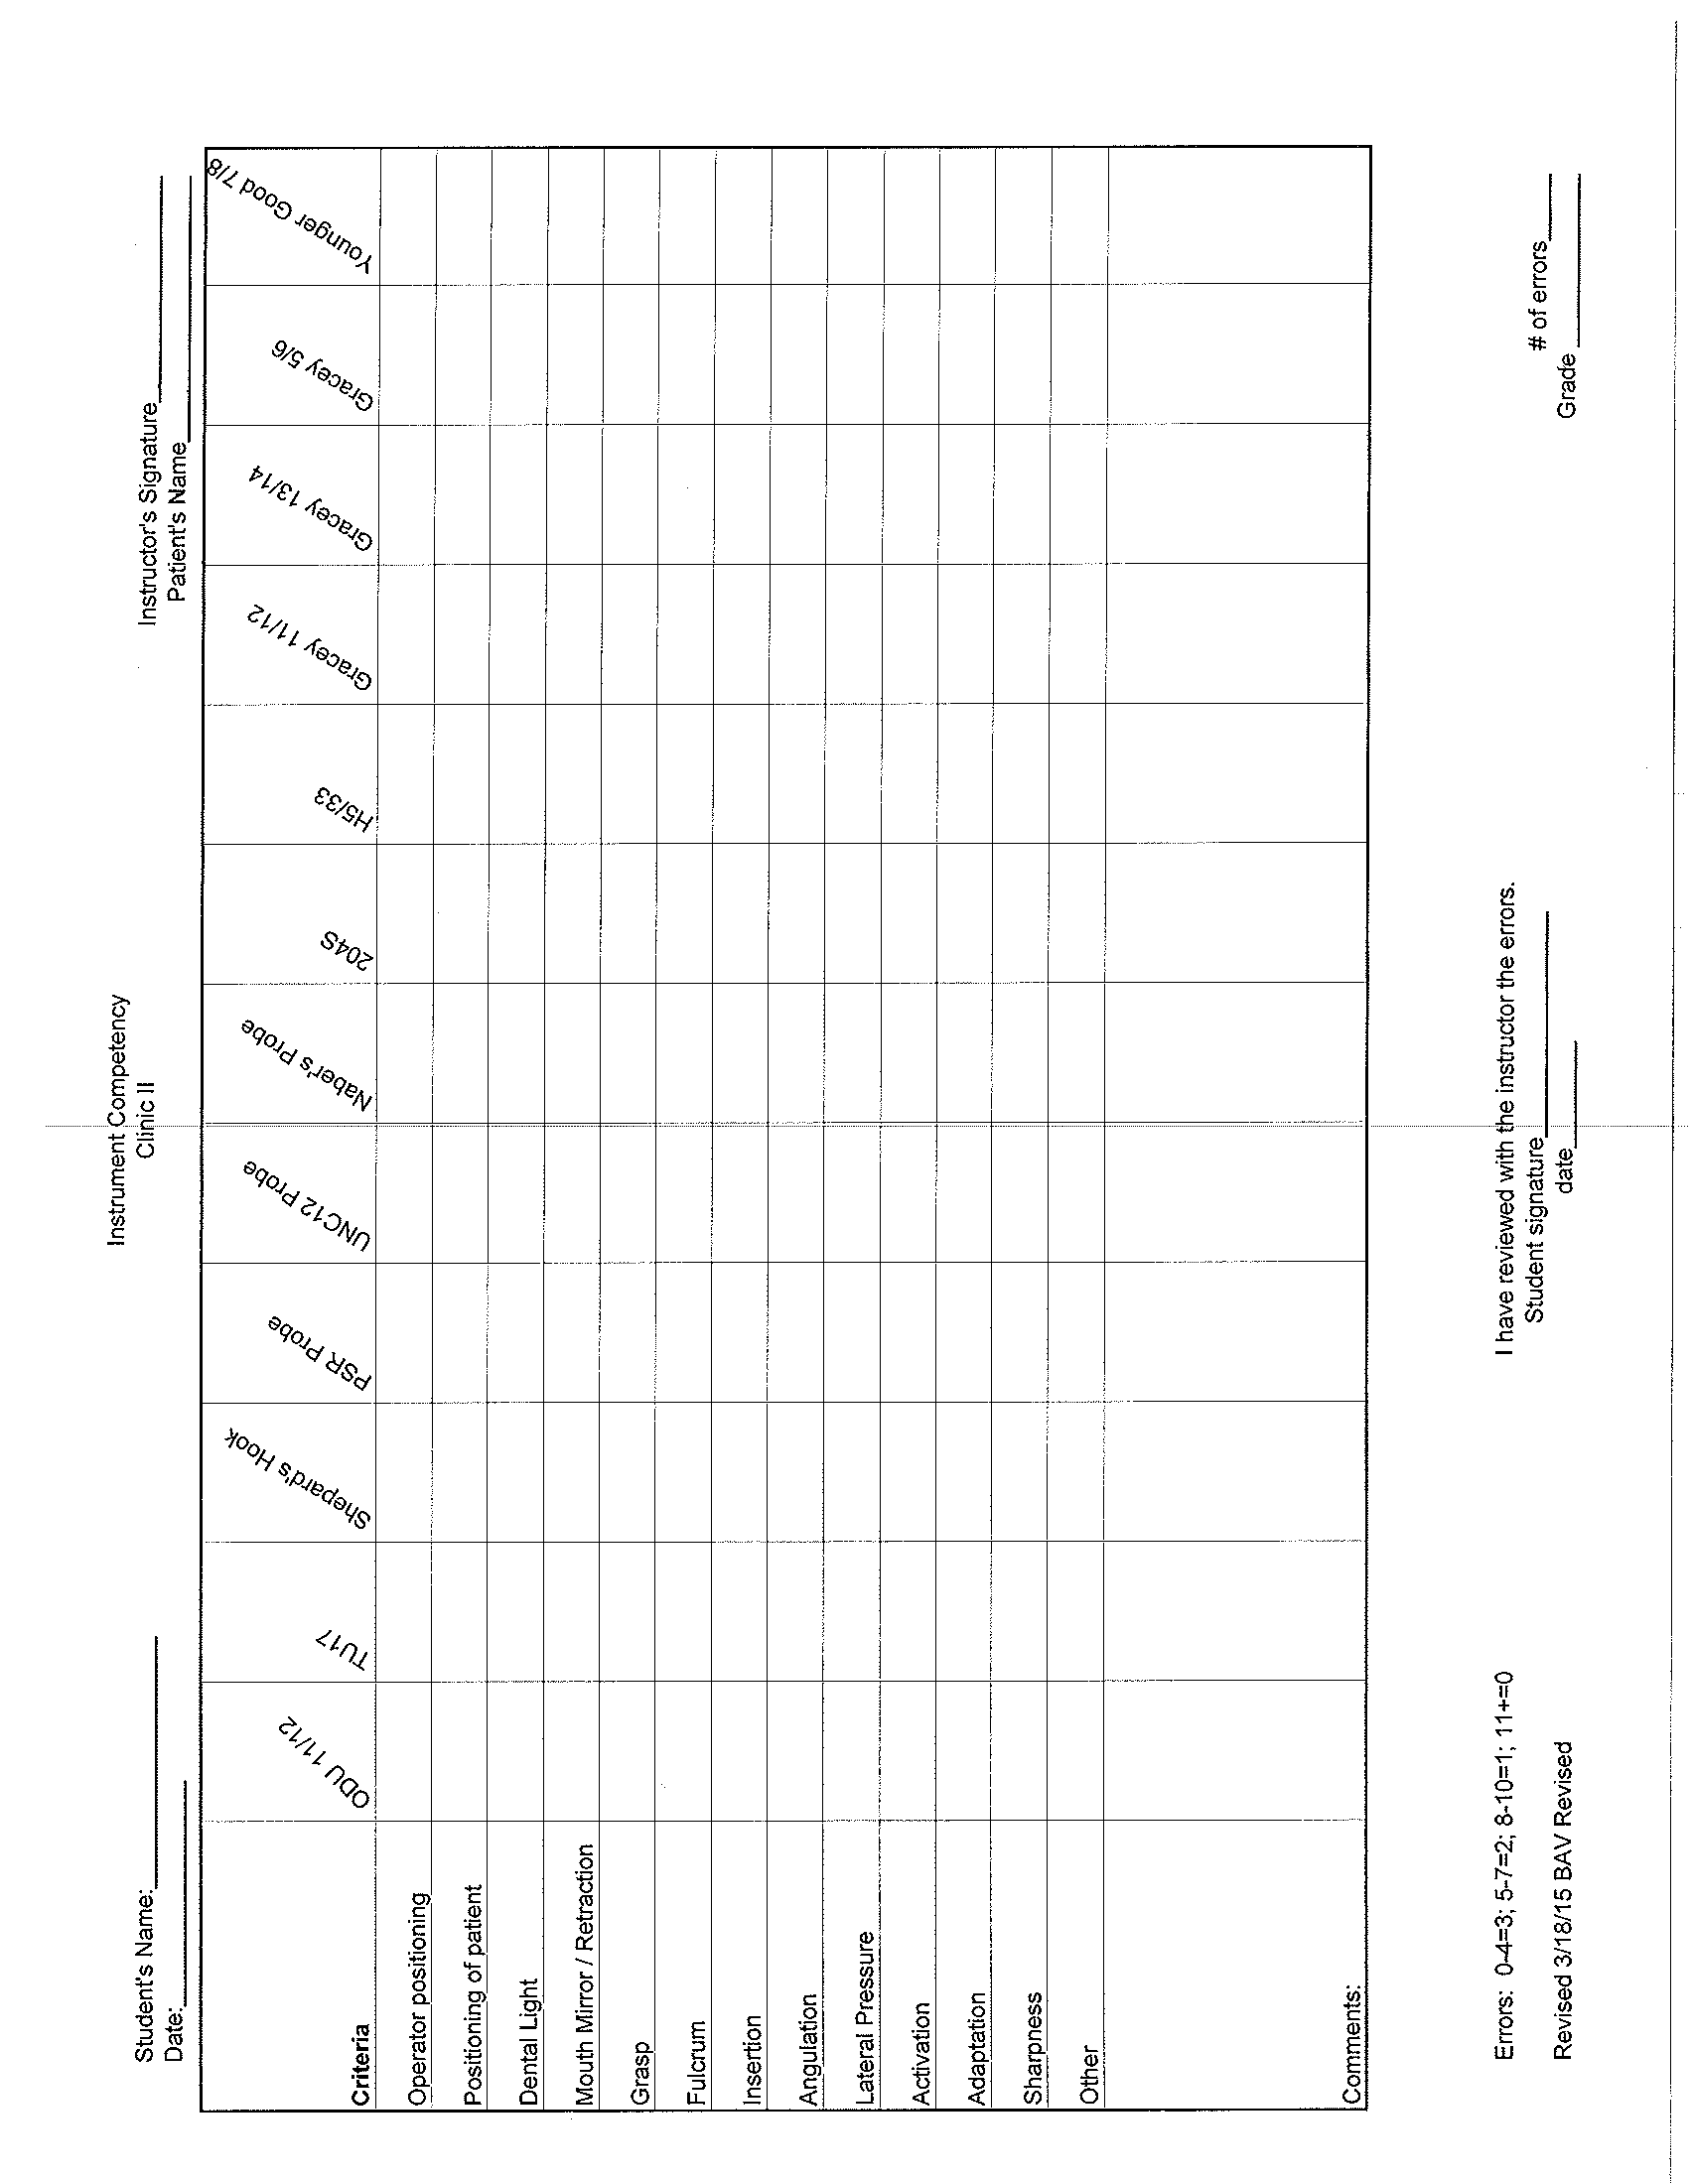 Instrument Competency
Clinic II
Student's Name: Instructor's Signature
Date: Patient's Name
Criteria ODU 11/12 TU17 Shepard's Hook PSR Probe UNC12 Probe Naber's Probe 204S H5/33 Gracey 11/12 Gracey 13/14 Gracey 5/6 Younger Good 7/8
Operator positioning
Positioning of patient
Dental Light
Mouth Mirror / Retraction
Grasp
Fulcrum
Insertion
Angulation
Lateral Pressure
Activation
Adaptation
Sharpness
Other
Comments:
Errors: 0-4=3; 5-7=2; 8-10=1; 11+=0 I have reviewed with the instructor the errors.
Student signature # of errors
Revised 3/18/15 BAV Revised date Grade